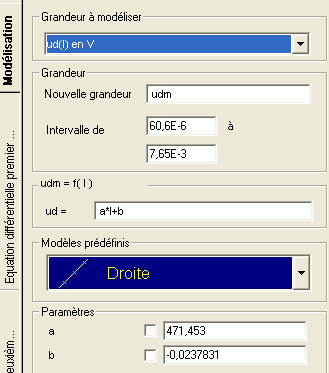 Modélisation
Equation différentielle premier ...
euxièm...
Grandeur à modéliser
ud(I) en V
Grandeur
Nouvelle grandeur udm
Intervalle de 60,6E-6 à
7,65E-3
udm = f( I )
ud = a*I+b
Modèles prédéfinis
Droite
Paramètres
a 471,453
b -0,0237831